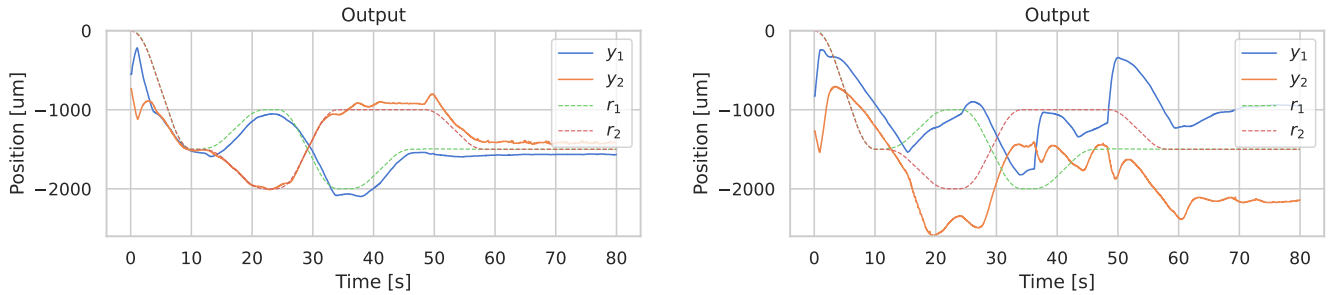 Output
Position [um]
0
−1000
−2000
y₁
y₂
r₁
r₂
0 10 20 30 40 50 60 70 80
Time [s]
Output
Position [um]
0
−1000
−2000
y₁
y₂
r₁
r₂
0 10 20 30 40 50 60 70 80
Time [s]